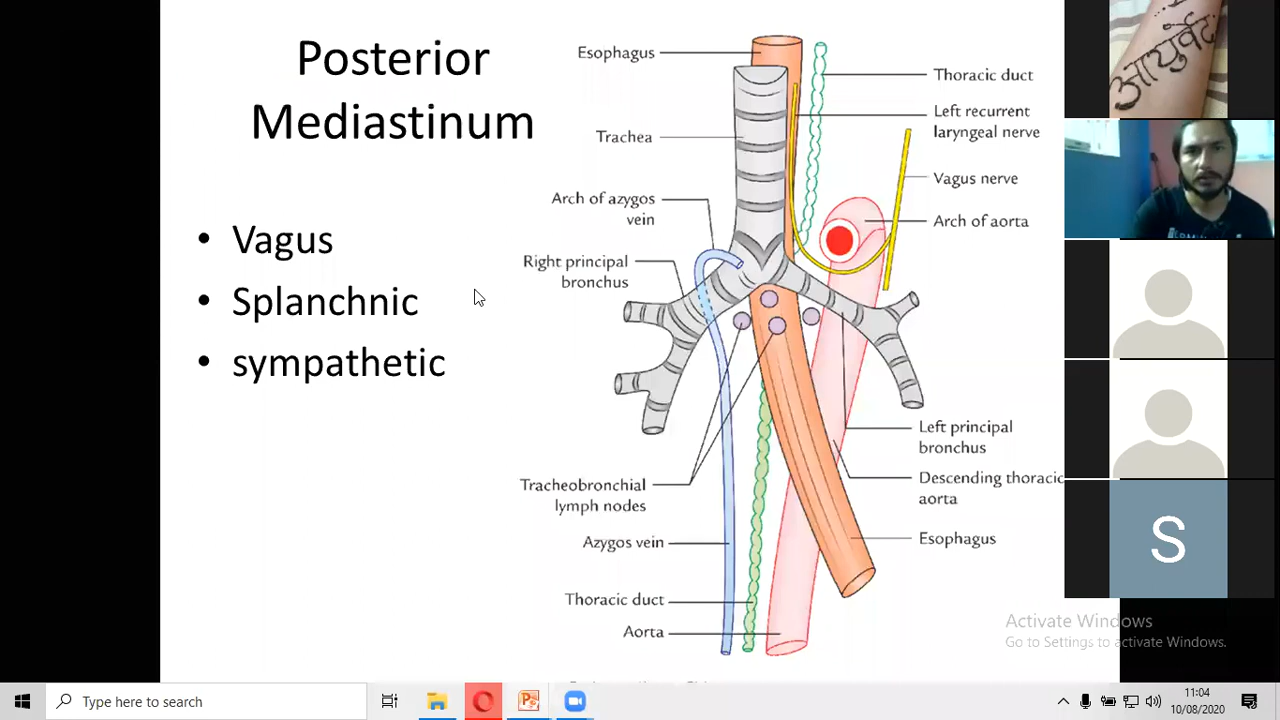 Posterior
Mediastinum
• Vagus
• Splanchnic
• sympathetic
Esophagus
Trachea
Arch of azygos
vein
Right principal
bronchus
Tracheobronchial
lymph nodes
Azygos vein
Thoracic duct
Aorta
Thoracic duct
Left recurrent
laryngeal nerve
Vagus nerve
Arch of aorta
Left principal
bronchus
Descending thoracic
aorta
Esophagus
आयुर्वेद
S
Activate Windows
Go to Settings to activate Windows.
Type here to search
11:04
10/08/2020